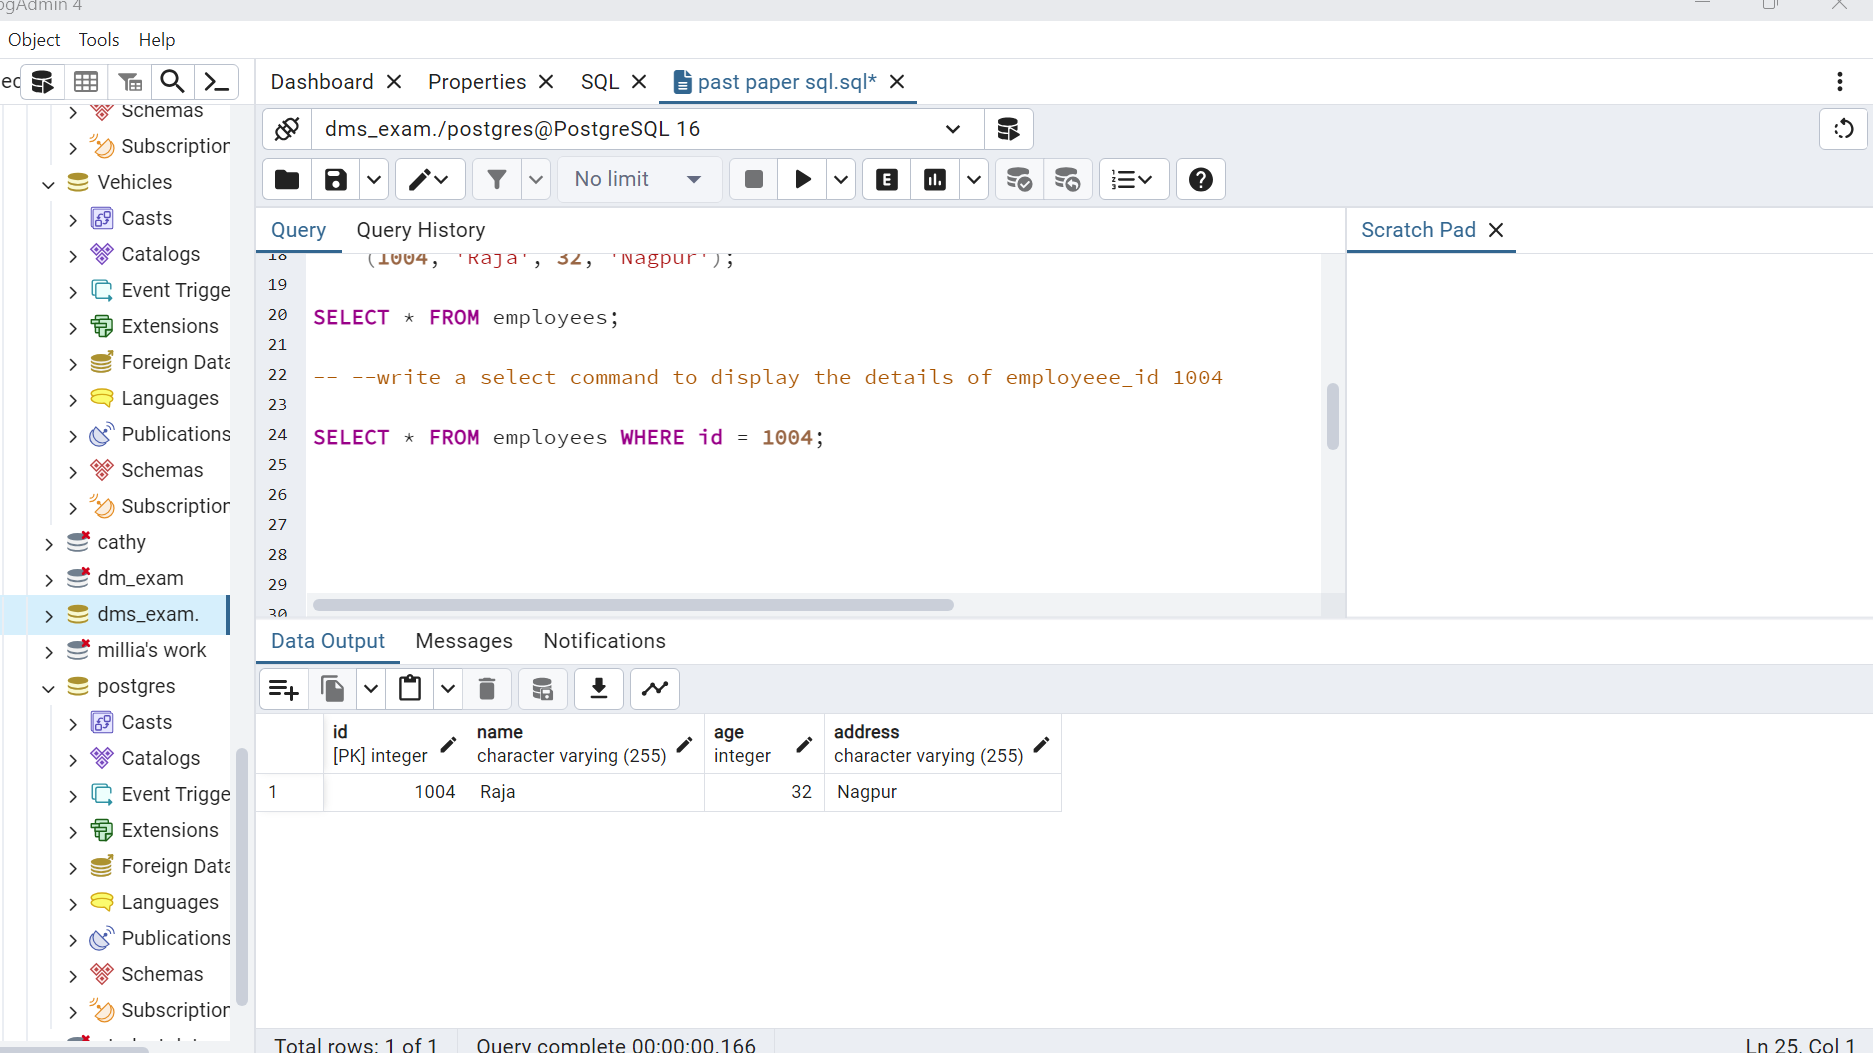 ogAdmin 4
Object Tools Help
Dashboard Properties SQL past paper sql.sql*
dms_exam./postgres@PostgreSQL 16
No limit
Query Query History
Scratch Pad
18 (1004, 'Raja', 32, 'Nagpur');
19
20 SELECT * FROM employees;
21
22 -- --write a select command to display the details of employeee_id 1004
23
24 SELECT * FROM employees WHERE id = 1004;
25
26
27
28
29
30
Schemas
Subscription
Vehicles
Casts
Catalogs
Event Trigge
Extensions
Foreign Data
Languages
Publications
Schemas
Subscription
cathy
dm_exam
dms_exam.
millia's work
postgres
Casts
Catalogs
Event Trigge
Extensions
Foreign Data
Languages
Publications
Schemas
Subscription
Data Output Messages Notifications
id name age address
[PK] integer character varying (255) integer character varying (255)
1 1004 Raja 32 Nagpur
Total rows: 1 of 1 Query complete 00:00:00.166 Ln 25, Col 1